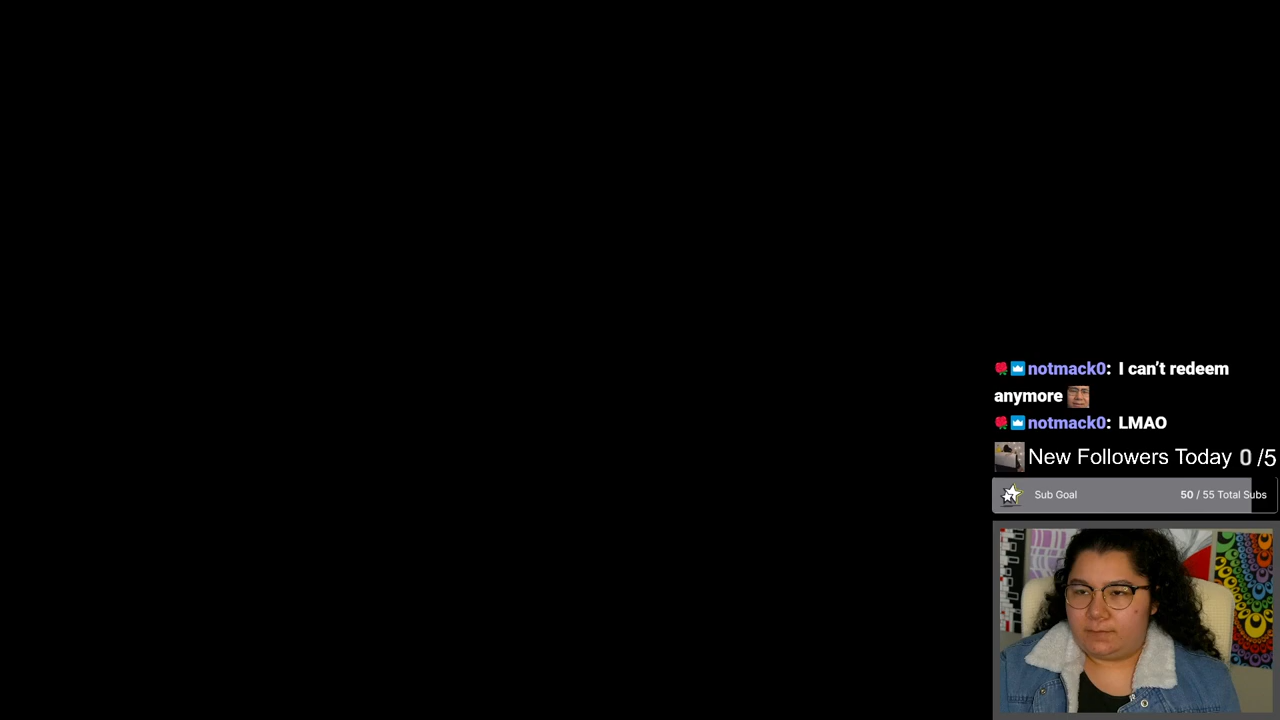 notmack0: I can’t redeem
anymore
notmack0: LMAO
New Followers Today 0 /5
Sub Goal 50 / 55 Total Subs